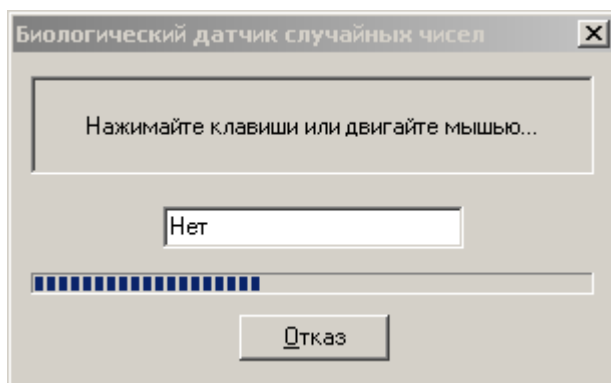 Биологический датчик случайных чисел
Нажимайте клавиши или двигайте мышью...
Нет
Отказ